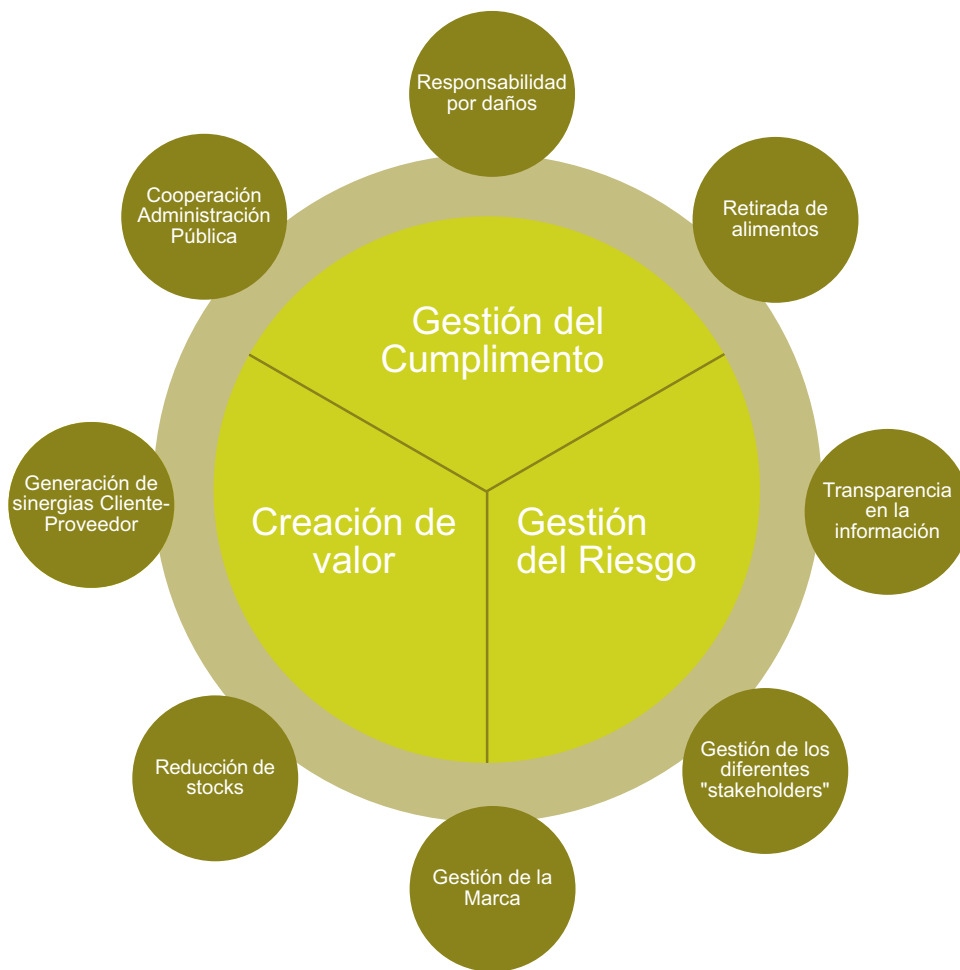 Responsabilidad
por daños
Cooperación
Administración
Pública
Retirada de
alimentos
Gestión del
Cumplimento
Generación de
sinergias Cliente-
Proveedor
Creación de
valor
Gestión
del Riesgo
Transparencia
en la
información
Reducción de
stocks
Gestión de los
diferentes
"stakeholders"
Gestión de la
Marca